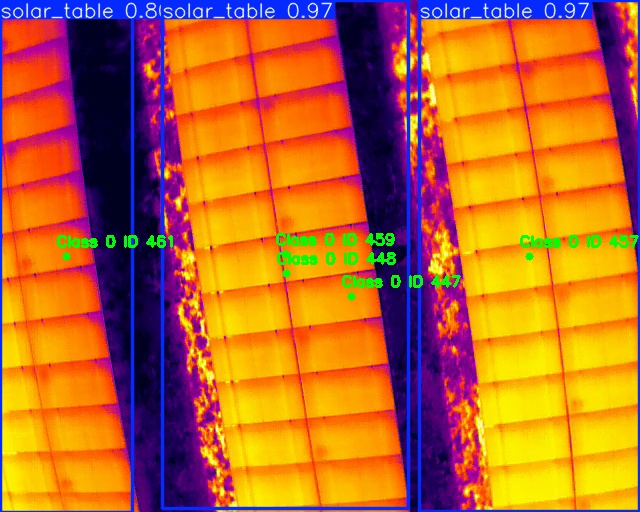 solar_table 0.8
solar_table 0.97
solar_table 0.97
Class 0 ID 461
Class 0 ID 459
Class 0 ID 457
Class 0 ID 448
Class 0 ID 447